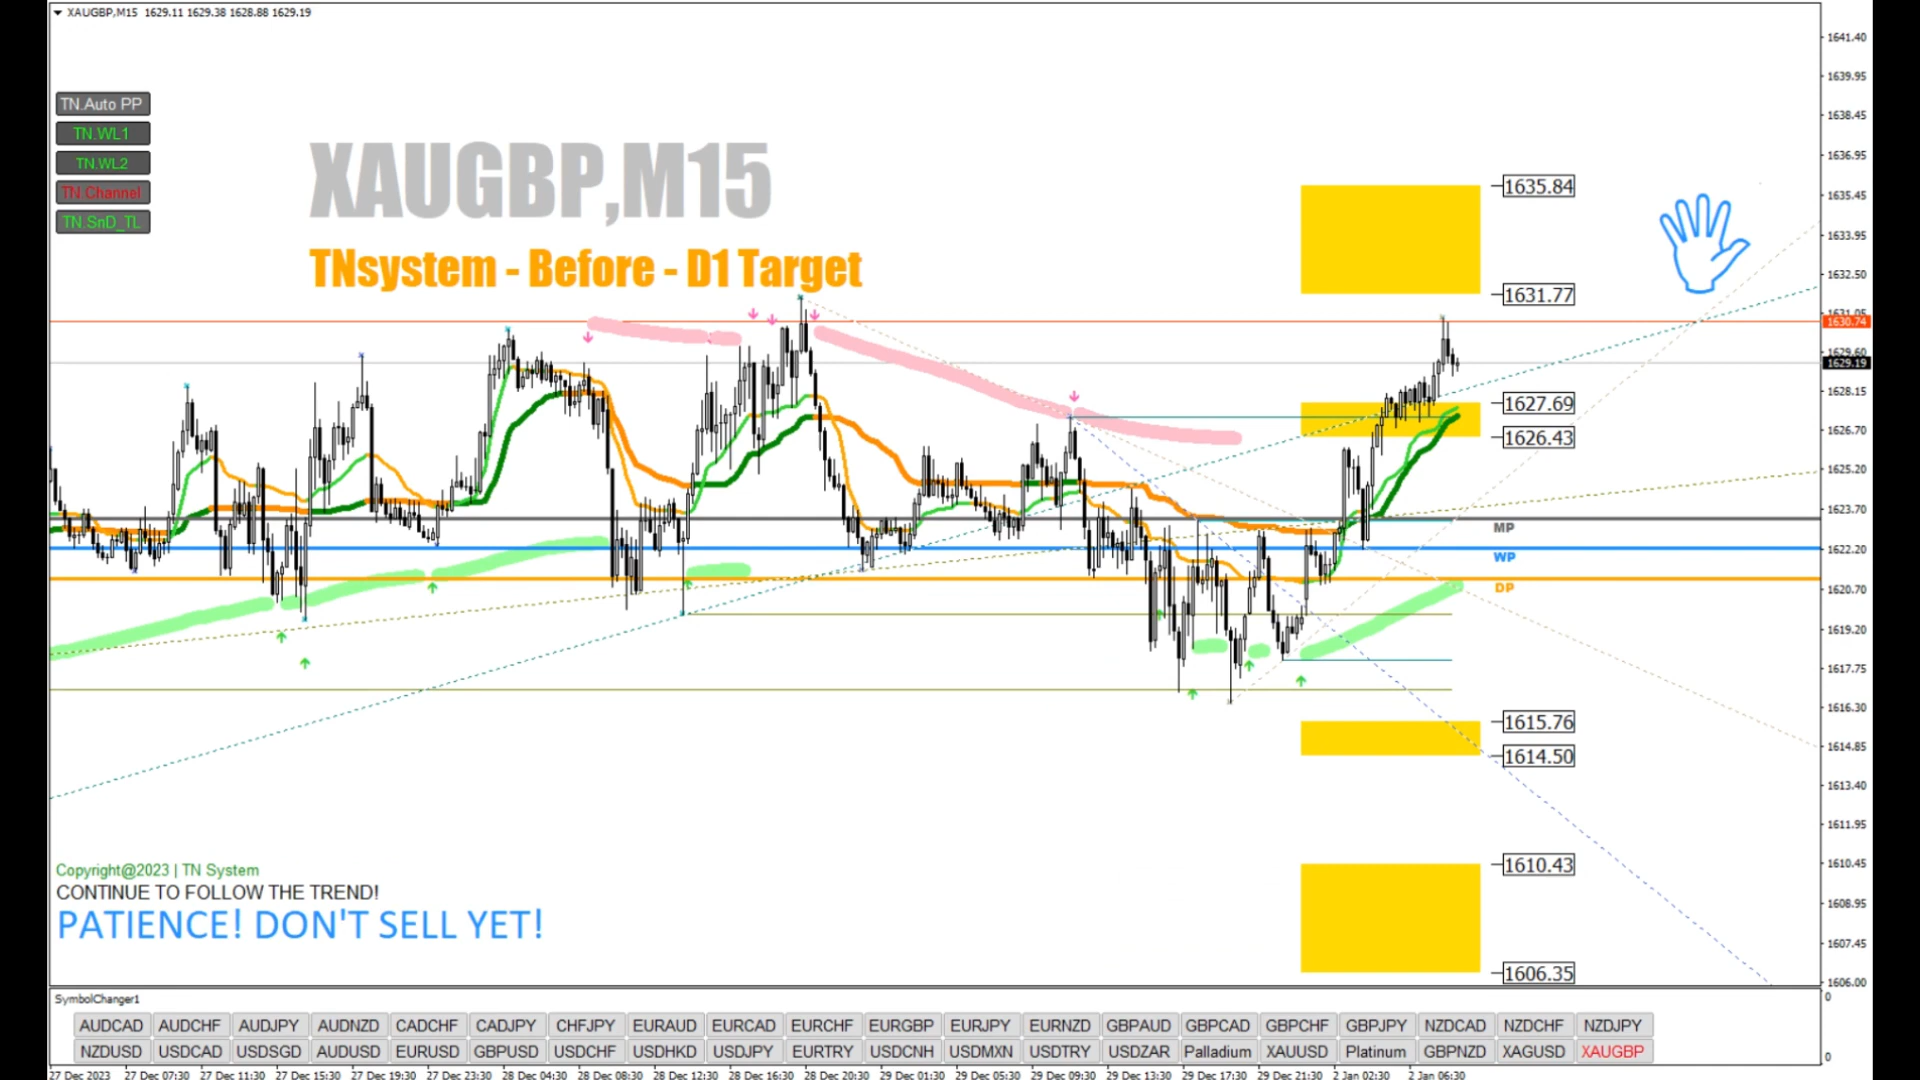 XAUGBP,M15 1629.11 1629.38 1628.88 1629.19
TN.Auto PP
TN.WL1
TN.WL2
TN.Channel
TN.SnD_TL
XAUGBP,M15
TNsystem - Before - D1 Target
1635.84
1631.77
1627.69
1626.43
MP
WP
DP
1615.76
1614.50
1610.43
1606.35
1641.40
1639.95
1638.45
1636.95
1635.45
1633.95
1632.50
1631.05
1630.74
1629.60
1629.19
1628.15
1626.70
1625.20
1623.70
1622.20
1620.70
1619.20
1617.75
1616.30
1614.85
1613.40
1611.95
1610.45
1608.95
1607.45
1606.00
Copyright@2023 | TN System
CONTINUE TO FOLLOW THE TREND!
PATIENCE! DON'T SELL YET!
SymbolChanger1
0
AUDCAD AUDCHF AUDJPY AUDNZD CADCHF CADJPY CHFJPY EURAUD EURCAD EURCHF EURGBP EURJPY EURNZD GBPAUD GBPCAD GBPCHF GBPJPY NZDCAD NZDCHF NZDJPY
NZDUSD USDCAD USDSGD AUDUSD EURUSD GBPUSD USDCHF USDHKD USDJPY EURTRY USDCNH USDMXN USDTRY USDZAR Palladium XAUUSD Platinum GBPNZD XAGUSD XAUGBP
0
27 Dec 2023 27 Dec 07:30 27 Dec 11:30 27 Dec 15:30 27 Dec 19:30 27 Dec 23:30 28 Dec 04:30 28 Dec 08:30 28 Dec 12:30 28 Dec 16:30 28 Dec 20:30 29 Dec 01:30 29 Dec 05:30 29 Dec 09:30 29 Dec 13:30 29 Dec 17:30 29 Dec 21:30 2 Jan 02:30 2 Jan 06:30